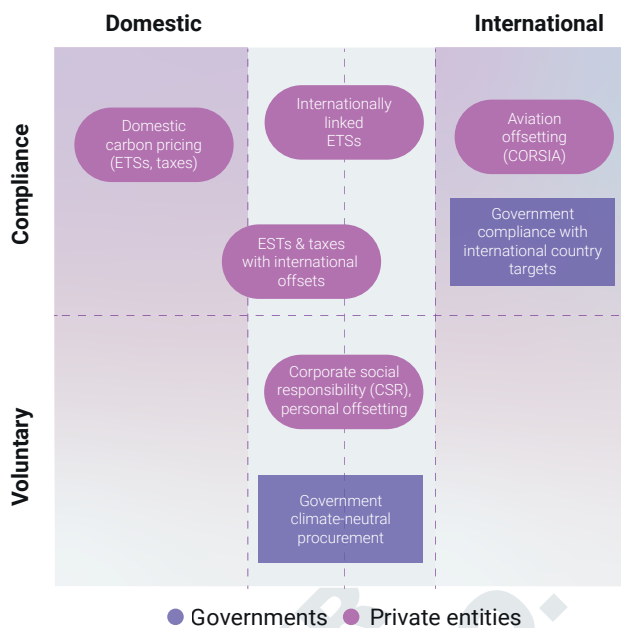 Domestic
International
Compliance
Voluntary
Domestic
carbon pricing
(ETSs, taxes)
Internationally
linked
ETSs
Aviation
offsetting
(CORSIA)
Government
compliance with
international country
targets
ESTs & taxes
with international
offsets
Corporate social
responsibility (CSR),
personal offsetting
Government
climate-neutral
procurement
Governments
Private entities